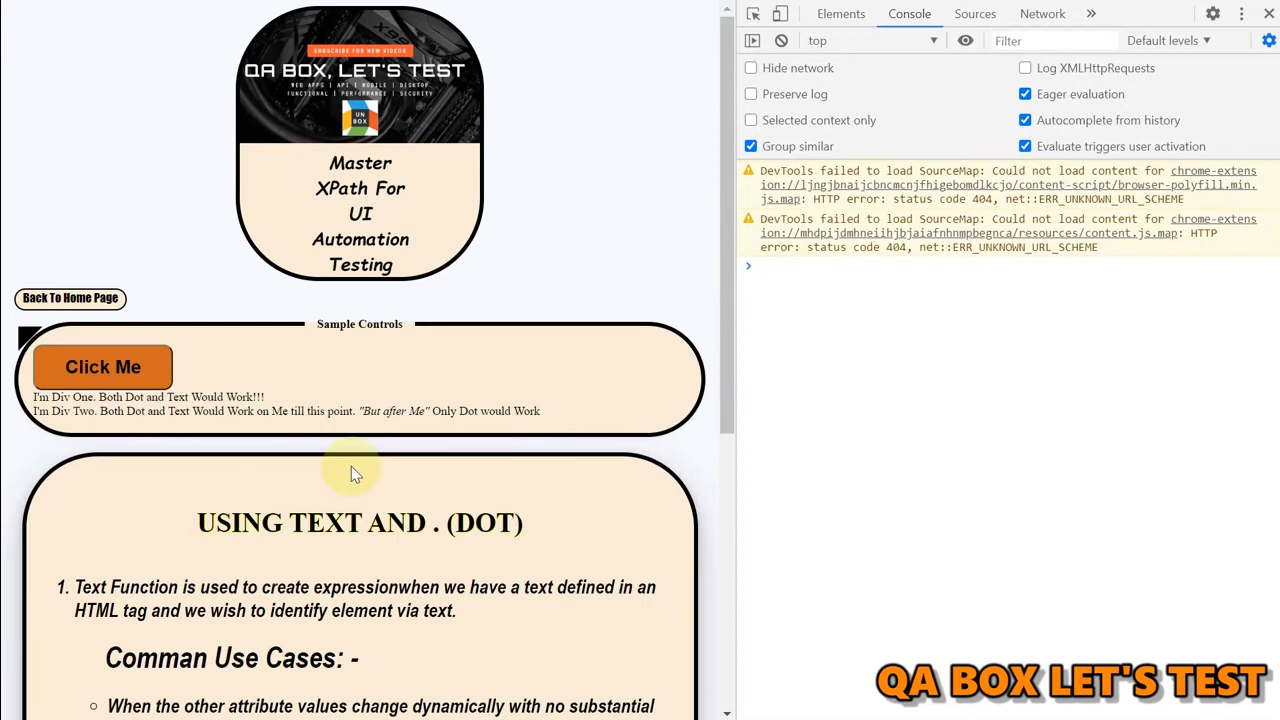 SUBSCRIBE FOR NEW VIDEOS
QA BOX, LET'S TEST
WEB APPS | API | MOBILE | DESKTOP
FUNCTIONAL | PERFORMANCE | SECURITY
UN
BOX
Master
XPath For
UI
Automation
Testing
Back To Home Page
Sample Controls
Click Me
I'm Div One. Both Dot and Text Would Work!!!
I'm Div Two. Both Dot and Text Would Work on Me till this point. "But after Me" Only Dot would Work
USING TEXT AND . (DOT)
1. Text Function is used to create expressionwhen we have a text defined in an
HTML tag and we wish to identify element via text.
Comman Use Cases: -
○ When the other attribute values change dynamically with no substantial
Elements Console Sources Network »
top Filter Default levels
Hide network Log XMLHttpRequests
Preserve log Eager evaluation
Selected context only Autocomplete from history
Group similar Evaluate triggers user activation
DevTools failed to load SourceMap: Could not load content for chrome-extens
ion://ljngjbnaijcbncmcnjfhigebomdlkcjo/content-script/browser-polyfill.min.
js.map: HTTP error: status code 404, net::ERR_UNKNOWN_URL_SCHEME
DevTools failed to load SourceMap: Could not load content for chrome-extens
ion://mhdpijdmhneiihjbjaiafnhnmpbegnca/resources/content.js.map: HTTP
error: status code 404, net::ERR_UNKNOWN_URL_SCHEME
>
QA BOX LET'S TEST